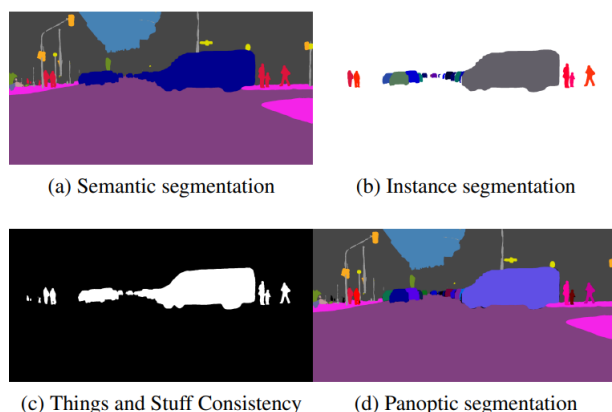 (a) Semantic segmentation
(b) Instance segmentation
(c) Things and Stuff Consistency
(d) Panoptic segmentation